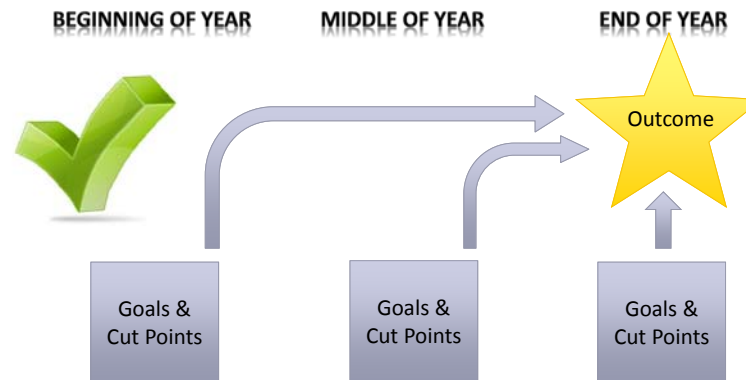 BEGINNING OF YEAR
MIDDLE OF YEAR
END OF YEAR
Outcome
Goals &
Cut Points
Goals &
Cut Points
Goals &
Cut Points